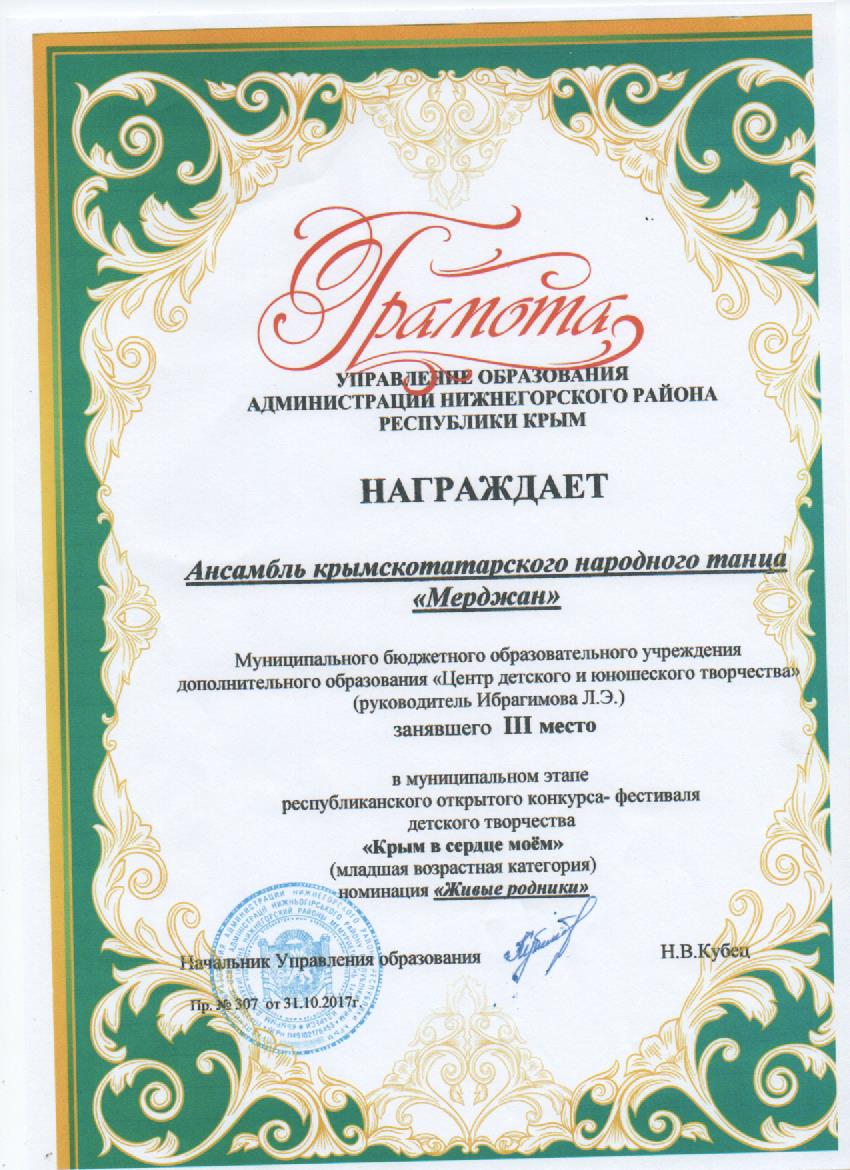 Грамота
УПРАВЛЕНИЕ ОБРАЗОВАНИЯ
АДМИНИСТРАЦИИ НИЖНЕГОРСКОГО РАЙОНА
РЕСПУБЛИКИ КРЫМ
НАГРАЖДАЕТ
Ансамбль крымскотатарского народного танца
«Мерджан»
Муниципального бюджетного образовательного учреждения
дополнительного образования «Центр детского и юношеского творчества»
(руководитель Ибрагимова Л.Э.)
занявшего III место
в муниципальном этапе
республиканского открытого конкурса- фестиваля
детского творчества
«Крым в сердце моём»
(младшая возрастная категория)
номинация «Живые родники»
Начальник Управления образования Н.В.Кубец
Пр. № 307 от 31.10.2017г.